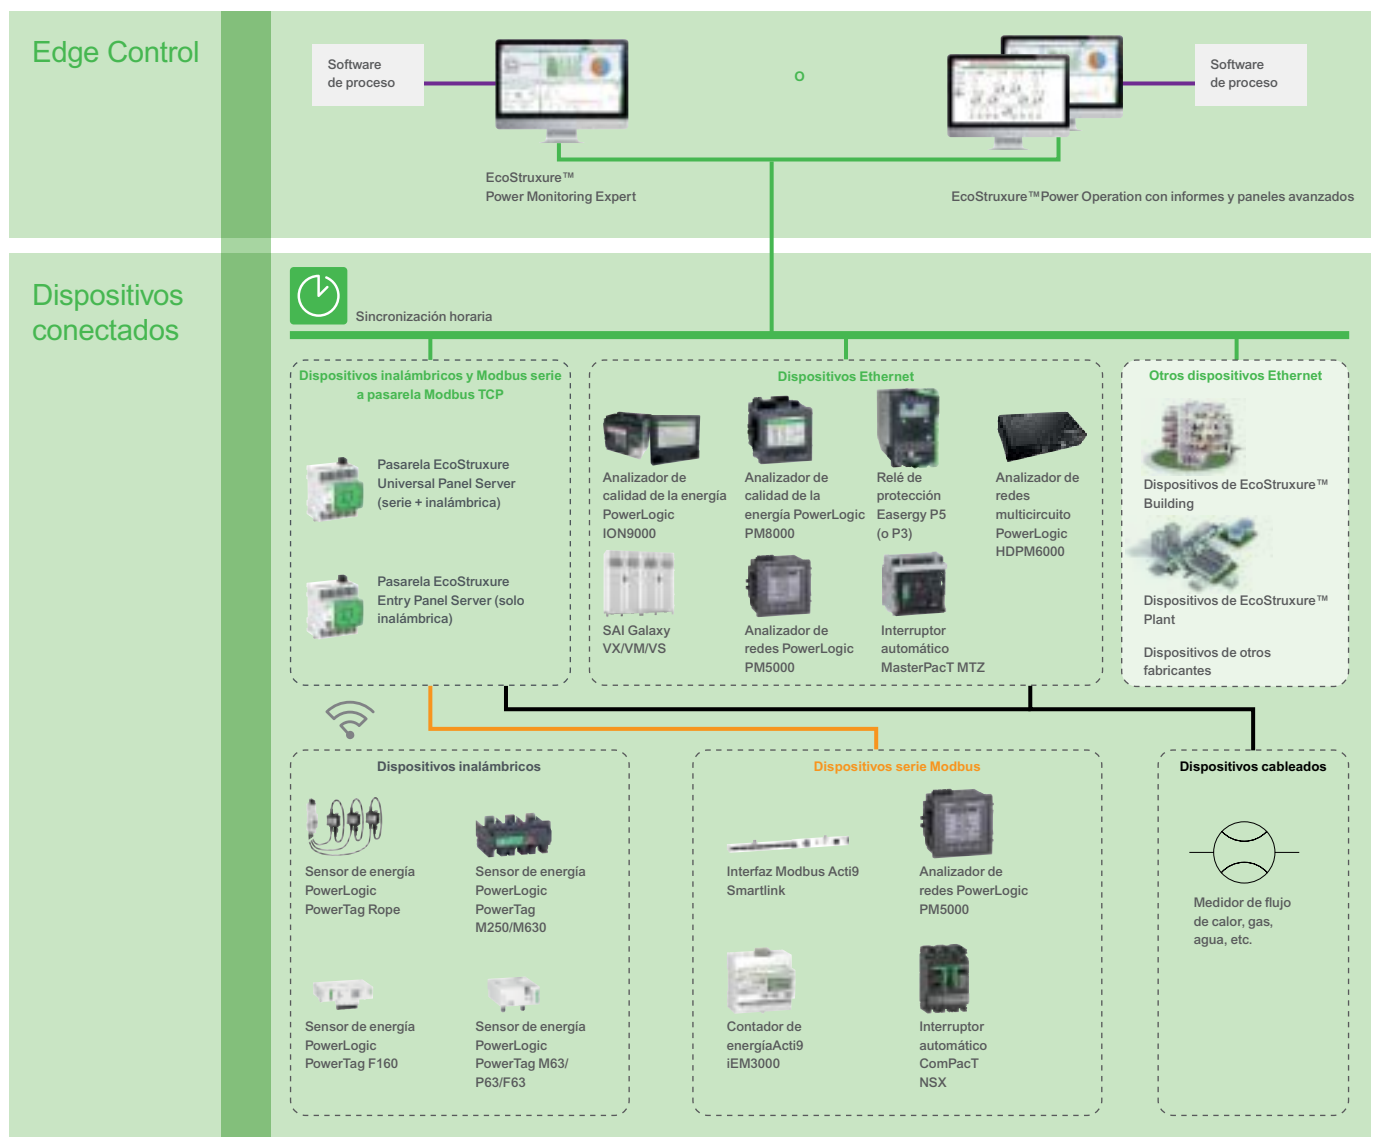 Edge Control
Software
de proceso
O
Software
de proceso
EcoStruxure™
Power Monitoring Expert
EcoStruxure™Power Operation con informes y paneles avanzados
Dispositivos
conectados
Sincronización horaria
Dispositivos inalámbricos y Modbus serie
a pasarela Modbus TCP
Pasarela EcoStruxure
Universal Panel Server
(serie + inalámbrica)
Pasarela EcoStruxure
Entry Panel Server (solo
inalámbrica)
Dispositivos Ethernet
Analizador de
calidad de la energía
PowerLogic
ION9000
Analizador de
calidad de la
energía PowerLogic
PM8000
Relé de
protección
Easergy P5
(o P3)
Analizador de
redes
multicircuito
PowerLogic
HDPM6000
SAI Galaxy
VX/VM/VS
Analizador de
redes PowerLogic
PM5000
Interruptor
automático
MasterPacT MTZ
Otros dispositivos Ethernet
Dispositivos de EcoStruxure™
Building
Dispositivos de EcoStruxure™
Plant
Dispositivos de otros
fabricantes
Dispositivos inalámbricos
Sensor de energía
PowerLogic
PowerTag Rope
Sensor de energía
PowerLogic
PowerTag
M250/M630
Sensor de energía
PowerLogic
PowerTag F160
Sensor de energía
PowerLogic
PowerTag M63/
P63/F63
Dispositivos serie Modbus
Interfaz Modbus Acti9
Smartlink
Analizador de
redes PowerLogic
PM5000
Contador de
energíaActi9
iEM3000
Interruptor
automático
ComPacT
NSX
Dispositivos cableados
Medidor de flujo
de calor, gas,
agua, etc.